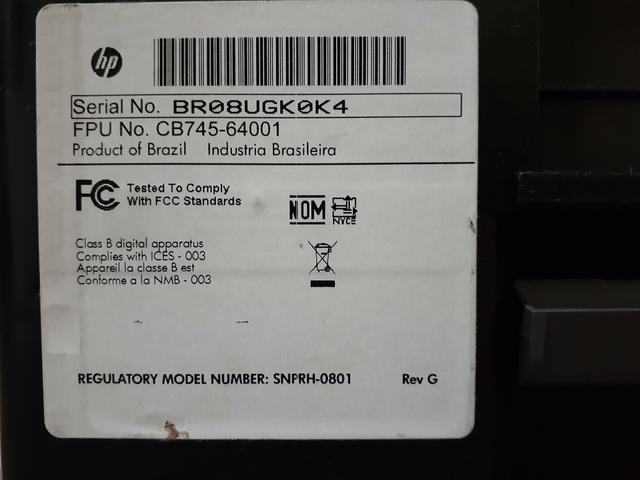 hp
Serial No. BR08UGK0K4
FPU No. CB745-64001
Product of Brazil Industria Brasileira
FC Tested To Comply
With FCC Standards
NOM NYCE
Class B digital apparatus
Complies with ICES - 003
Appareil la classe B est
Conforme a la NMB - 003
REGULATORY MODEL NUMBER: SNPRH-0801 Rev G